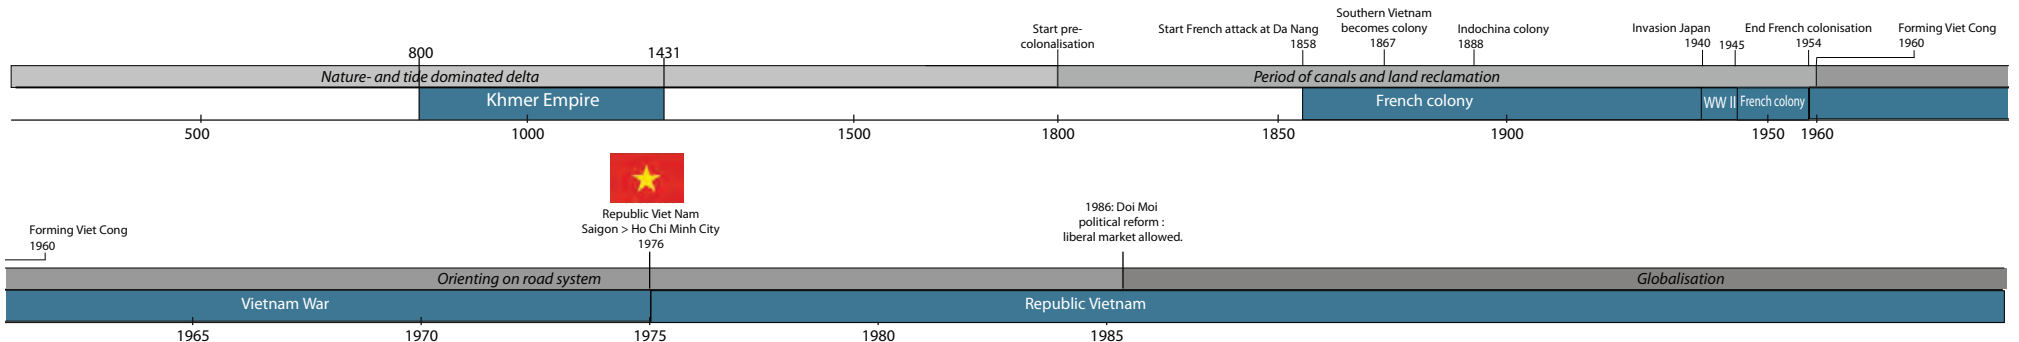 Start pre-
colonalisation
Start French attack at Da Nang
1858
Southern Vietnam
becomes colony
1867
Indochina colony
1888
Invasion Japan
1940
1945
End French colonisation
1954
Forming Viet Cong
1960
800
1431
Nature- and tide dominated delta
Period of canals and land reclamation
Khmer Empire
French colony
WW II
French colony
500
1000
1500
1800
1850
1900
1950
1960
Republic Viet Nam
Saigon > Ho Chi Minh City
1976
1986: Doi Moi
political reform :
liberal market allowed.
Forming Viet Cong
1960
Orienting on road system
Globalisation
Vietnam War
Republic Vietnam
1965
1970
1975
1980
1985